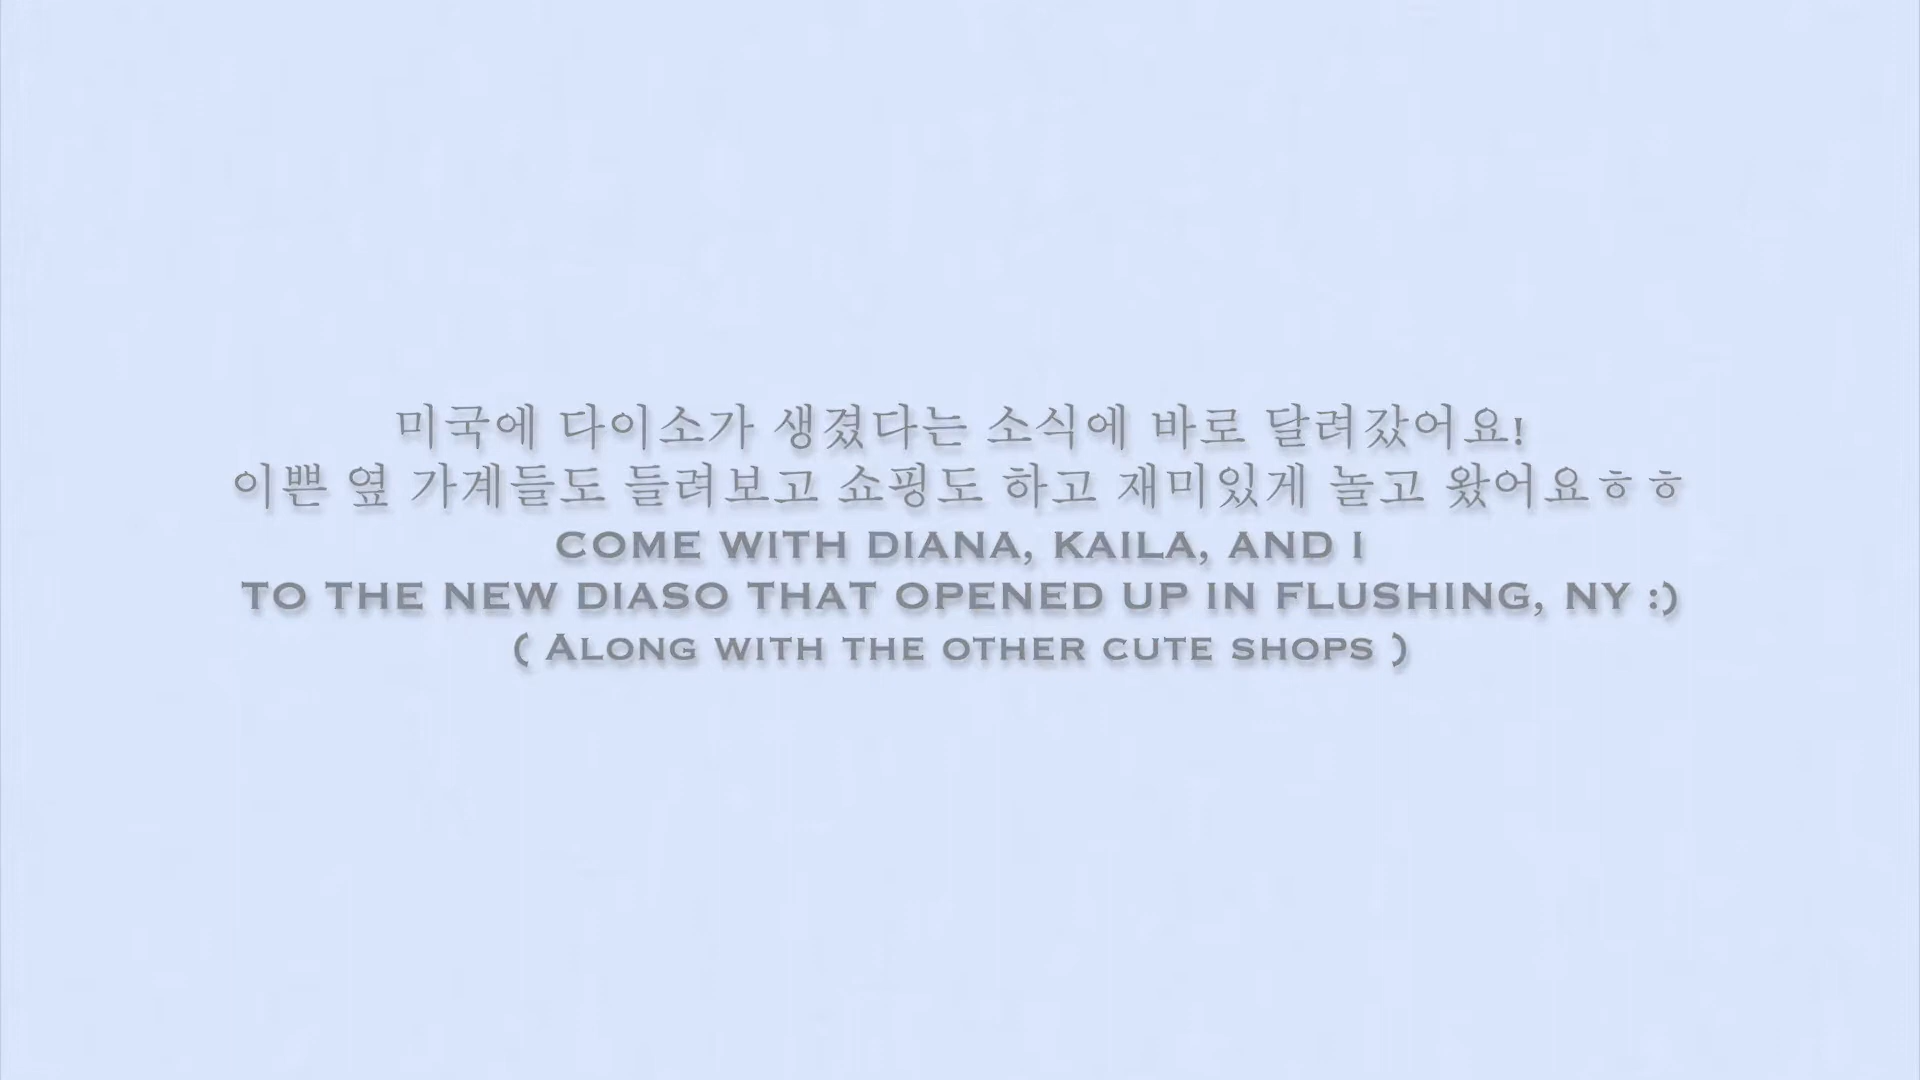 미국에 다이소가 생겼다는 소식에 바로 달려갔어요!
이쁜 옆 가계들도 들려보고 쇼핑도 하고 재미있게 놀고 왔어요ㅎㅎ
COME WITH DIANA, KAILA, AND I
TO THE NEW DIASO THAT OPENED UP IN FLUSHING, NY :)
( ALONG WITH THE OTHER CUTE SHOPS )